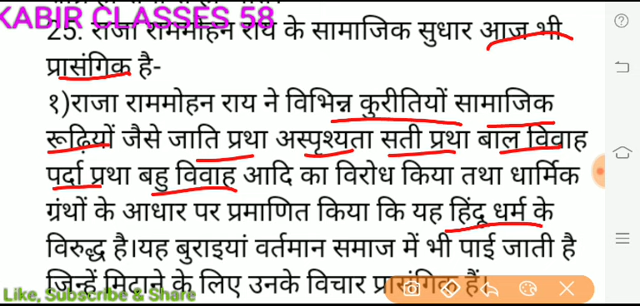 KABIR CLASSES 58
25. राजा राममोहन राय के सामाजिक सुधार आज भी
प्रासंगिक है-
१)राजा राममोहन राय ने विभिन्न कुरीतियों सामाजिक
रूढ़ियों जैसे जाति प्रथा अस्पृश्यता सती प्रथा बाल विवाह
पर्दा प्रथा बहु विवाह आदि का विरोध किया तथा धार्मिक
ग्रंथों के आधार पर प्रमाणित किया कि यह हिंदू धर्म के
विरुद्ध है।यह बुराइयां वर्तमान समाज में भी पाई जाती है
जिन्हें मिटाने के लिए उनके विचार प्रासंगिक हैं।
Like, Subscribe & Share